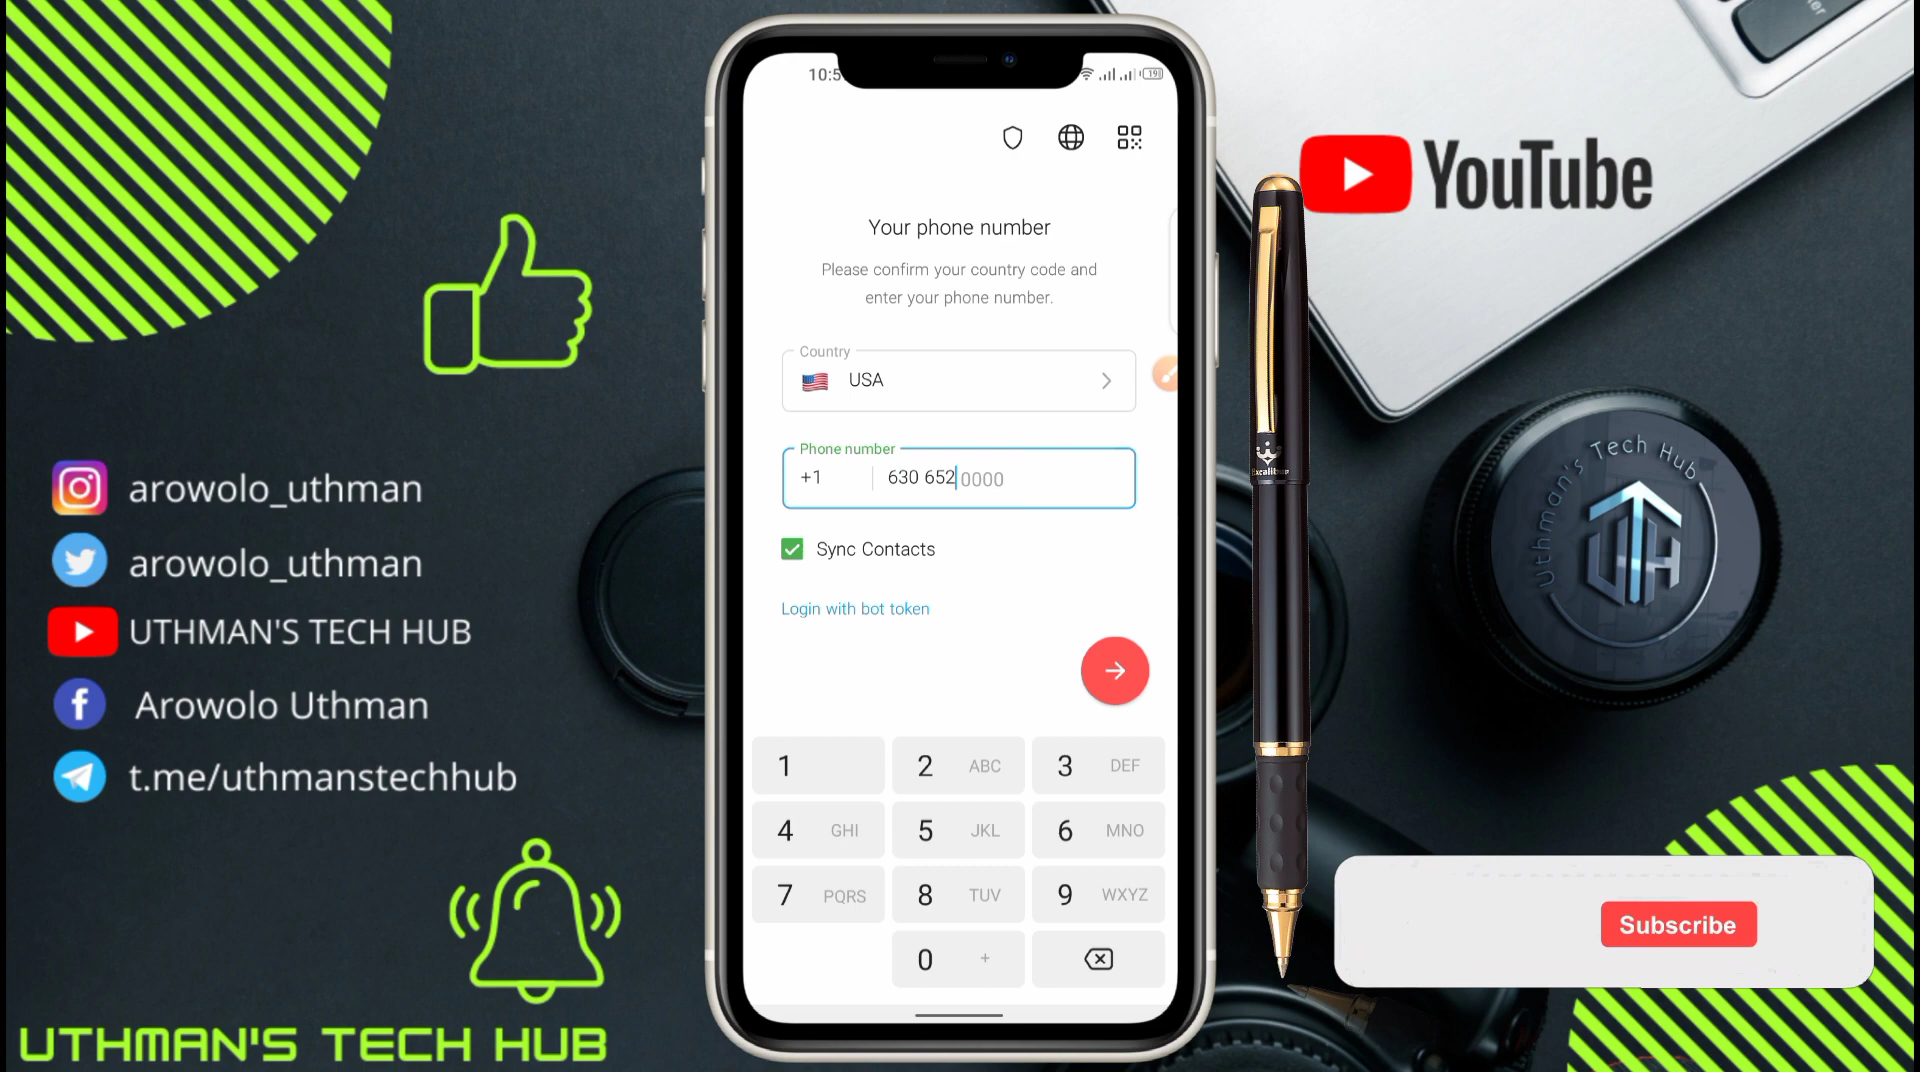 arowolo_uthman
arowolo_uthman
UTHMAN'S TECH HUB
Arowolo Uthman
t.me/uthmanstechhub
UTHMAN'S TECH HUB
10:5
19
Your phone number
Please confirm your country code and
enter your phone number.
Country
USA
Phone number
+1 630 652 0000
Sync Contacts
Login with bot token
1
2 ABC
3 DEF
4 GHI
5 JKL
6 MNO
7 PQRS
8 TUV
9 WXYZ
0 +
YouTube
Excalibur
Uthman's Tech Hub
UTH
Subscribe